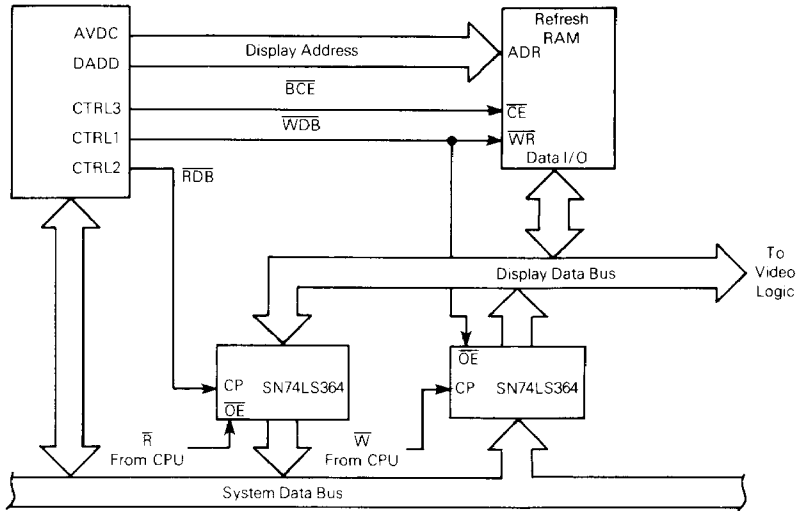 AVDC
DADD
CTRL3
CTRL1
CTRL2
Display Address
BCE
WDB
RDB
Refresh
RAM
ADR
CE
WR
Data I/O
Display Data Bus
To
Video
Logic
CP SN74LS364
OE
R
From CPU
OE
CP SN74LS364
W
From CPU
System Data Bus